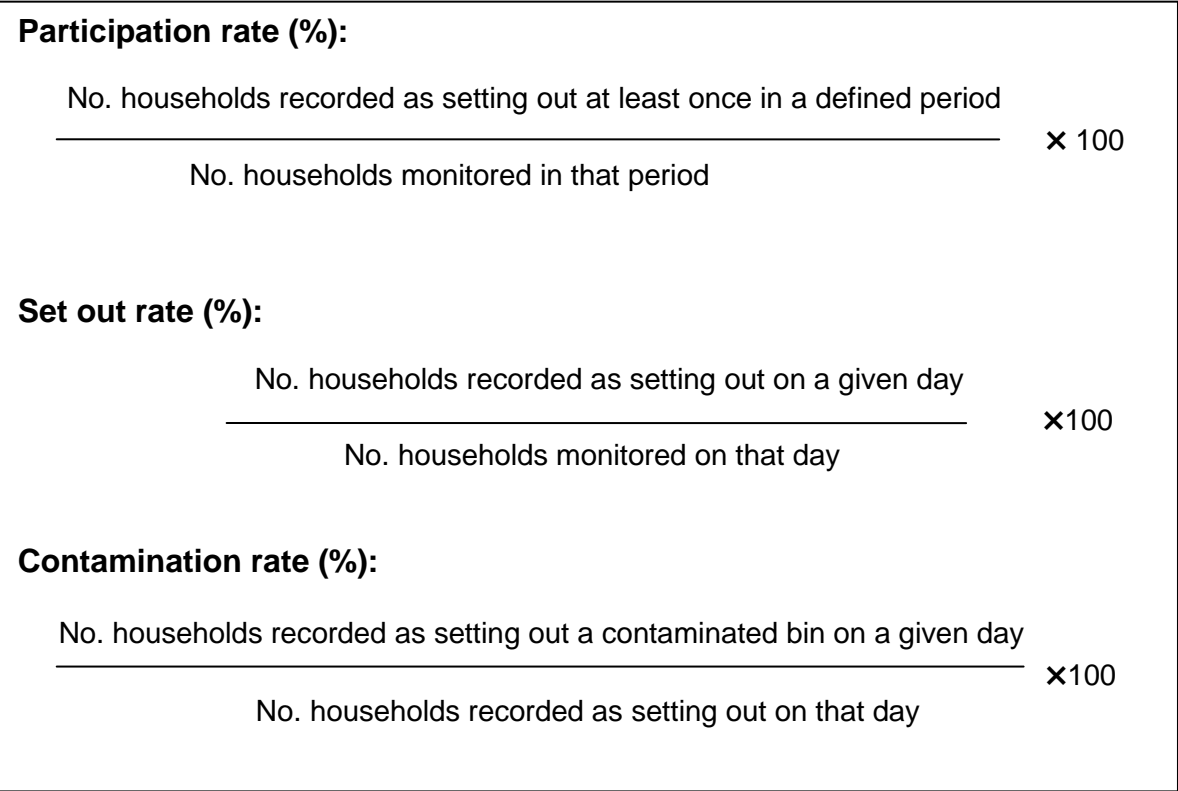 Participation rate (%):
No. households recorded as setting out at least once in a defined period
× 100
No. households monitored in that period
Set out rate (%):
No. households recorded as setting out on a given day
×100
No. households monitored on that day
Contamination rate (%):
No. households recorded as setting out a contaminated bin on a given day
×100
No. households recorded as setting out on that day